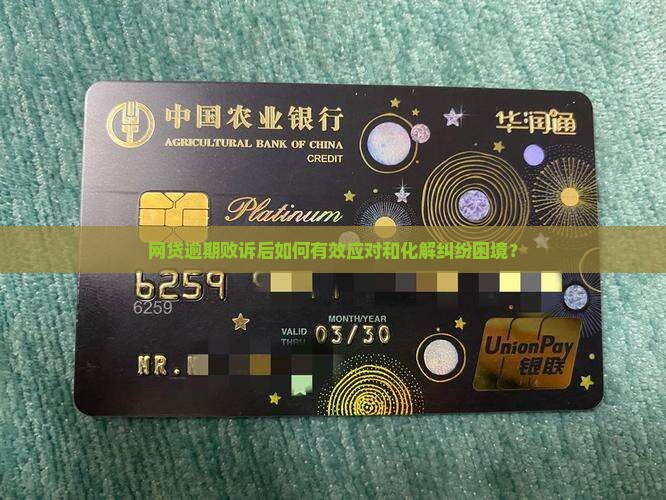 中国农业银行
AGRICULTURAL BANK OF CHINA
CREDIT
华润通
Platinum
网贷逾期败诉后如何有效应对和化解纠纷困境？
6259
6259
MONTH/YEAR
VALID THRU 03/30
MR.
UnionPay
银联